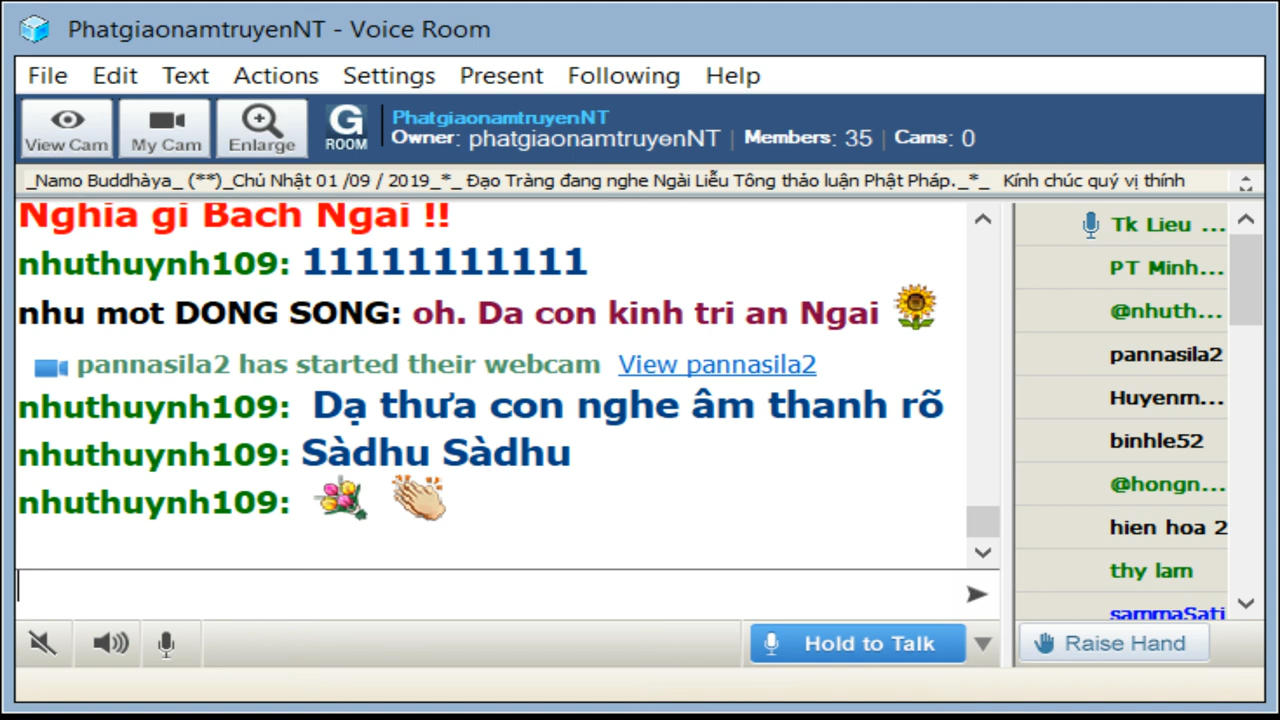 PhatgiaonamtruyenNT - Voice Room
File Edit Text Actions Settings Present Following Help
View Cam My Cam Enlarge G ROOM
PhatgiaonamtruyenNT
Owner: phatgiaonamtruyenNT | Members: 35 | Cams: 0
_Namo Buddhàya_ (**)_Chủ Nhật 01 /09 / 2019_*_ Đạo Tràng đang nghe Ngài Liễu Tông thảo luận Phật Pháp._*_ Kính chúc quý vị thính
Nghia gi Bach Ngai !!
nhuthuynh109: 11111111111
nhu mot DONG SONG: oh. Da con kinh tri an Ngai
pannasila2 has started their webcam View pannasila2
nhuthuynh109: Dạ thưa con nghe âm thanh rõ
nhuthuynh109: Sàdhu Sàdhu
nhuthuynh109:
Tk Lieu ...
PT Minh...
@nhuth...
pannasila2
Huyenm...
binhle52
@hongn...
hien hoa 2
thy lam
sammaSati
Hold to Talk
Raise Hand